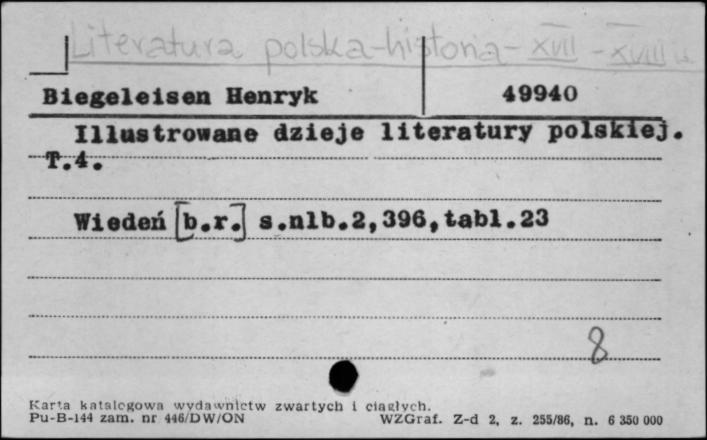 Literatura polska-historia-XVII-XVIII w.
Biegeleisen Henryk 49940
Illustrowane dzieje literatury polskiej.
T.4.
Wiedeń [b.r.] s.nlb.2,396,tabl.23
8
Karta katalogowa wydawnictw zwartych i ciągłych.
Pu-B-144 zam. nr 446/DW/ON WZGraf. Z-d 2, z. 255/86, n. 6 350 000